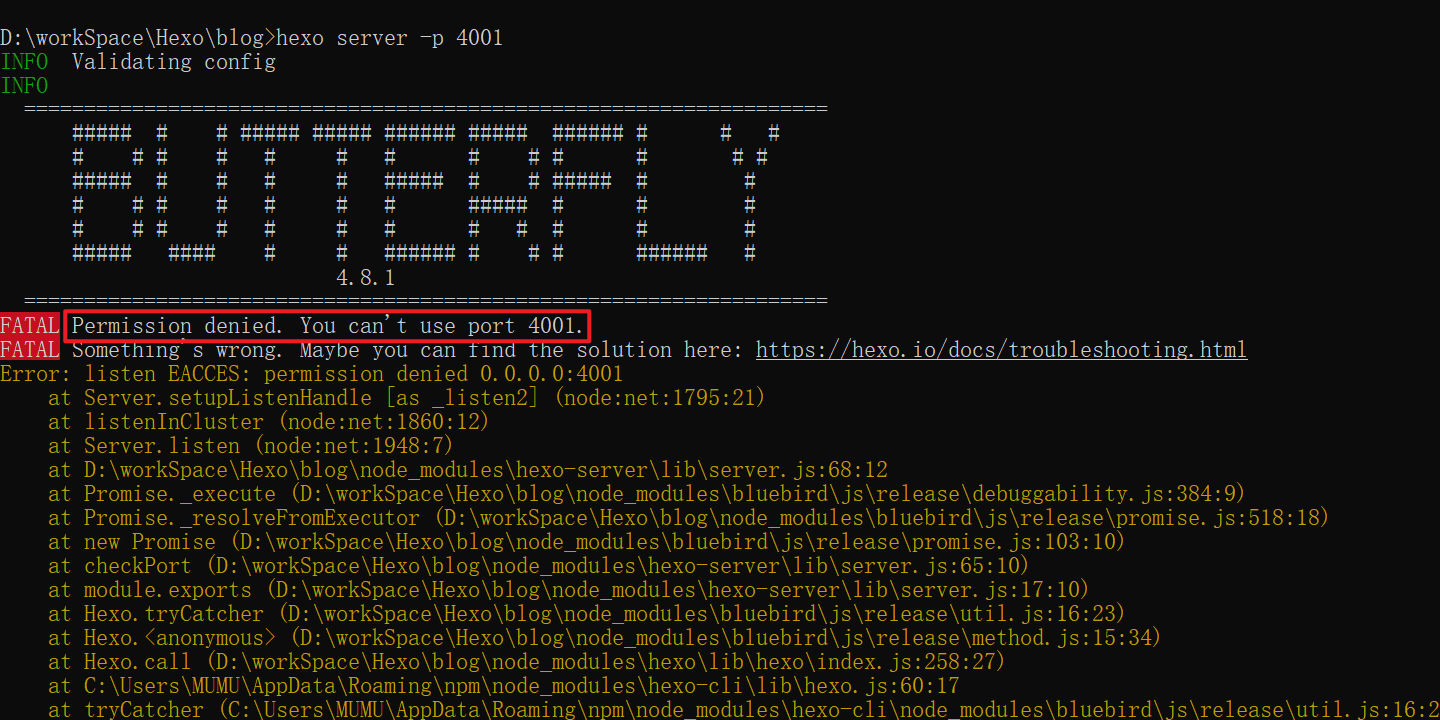 D:\workSpace\Hexo\blog>hexo server -p 4001
INFO  Validating config
INFO
  ===================================================================
      #####  #    # ##### ##### ###### #####  ###### #      #   #
      #    # #    #   #     #   #      #    # #      #       # #
      #####  #    #   #     #   #####  #    # #####  #        #
      #    # #    #   #     #   #      #####  #      #        #
      #    # #    #   #     #   #      #   #  #      #        #
      #####   ####    #     #   ###### #    # #      ######   #
                            4.8.1
  ===================================================================
FATAL Permission denied. You can't use port 4001.
FATAL Something's wrong. Maybe you can find the solution here: https://hexo.io/docs/troubleshooting.html
Error: listen EACCES: permission denied 0.0.0.0:4001
    at Server.setupListenHandle [as _listen2] (node:net:1795:21)
    at listenInCluster (node:net:1860:12)
    at Server.listen (node:net:1948:7)
    at D:\workSpace\Hexo\blog\node_modules\hexo-server\lib\server.js:68:12
    at Promise._execute (D:\workSpace\Hexo\blog\node_modules\bluebird\js\release\debuggability.js:384:9)
    at Promise._resolveFromExecutor (D:\workSpace\Hexo\blog\node_modules\bluebird\js\release\promise.js:518:18)
    at new Promise (D:\workSpace\Hexo\blog\node_modules\bluebird\js\release\promise.js:103:10)
    at checkPort (D:\workSpace\Hexo\blog\node_modules\hexo-server\lib\server.js:65:10)
    at module.exports (D:\workSpace\Hexo\blog\node_modules\hexo-server\lib\server.js:17:10)
    at Hexo.tryCatcher (D:\workSpace\Hexo\blog\node_modules\bluebird\js\release\util.js:16:23)
    at Hexo.<anonymous> (D:\workSpace\Hexo\blog\node_modules\bluebird\js\release\method.js:15:34)
    at Hexo.call (D:\workSpace\Hexo\blog\node_modules\hexo\lib\hexo\index.js:258:27)
    at C:\Users\MUMU\AppData\Roaming\npm\node_modules\hexo-cli\lib\hexo.js:60:17
    at tryCatcher (C:\Users\MUMU\AppData\Roaming\npm\node_modules\hexo-cli\node_modules\bluebird\js\release\util.js:16:2